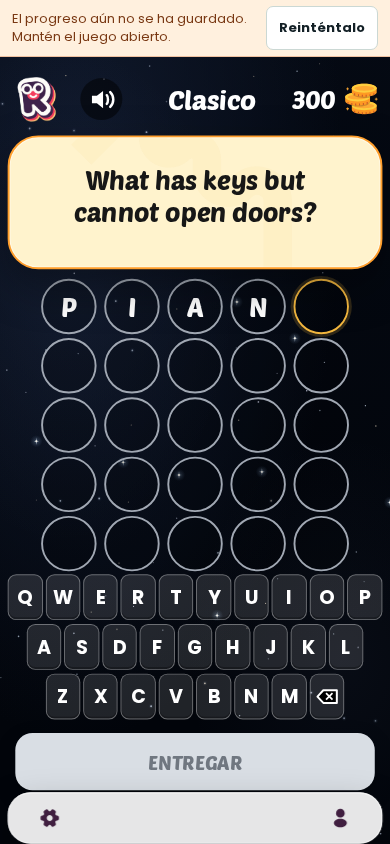 El progreso aún no se ha guardado.
Mantén el juego abierto.
Reinténtalo
R
Clasico
300
What has keys but
cannot open doors?
P I A N
Q W E R T Y U I O P
A S D F G H J K L
Z X C V B N M
ENTREGAR